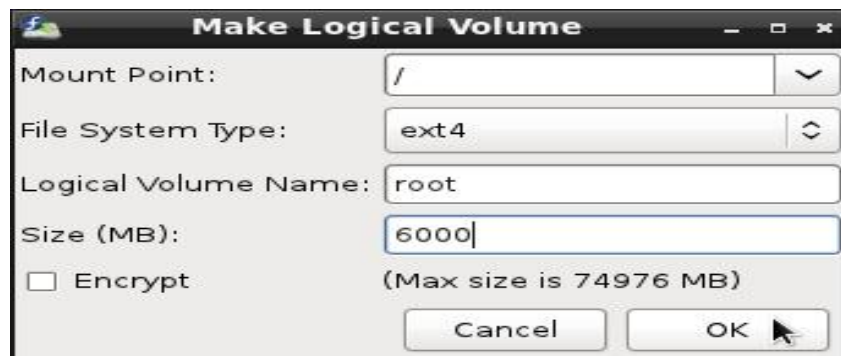 Make Logical Volume
Mount Point: /
File System Type: ext4
Logical Volume Name: root
Size (MB): 6000
Encrypt (Max size is 74976 MB)
Cancel OK